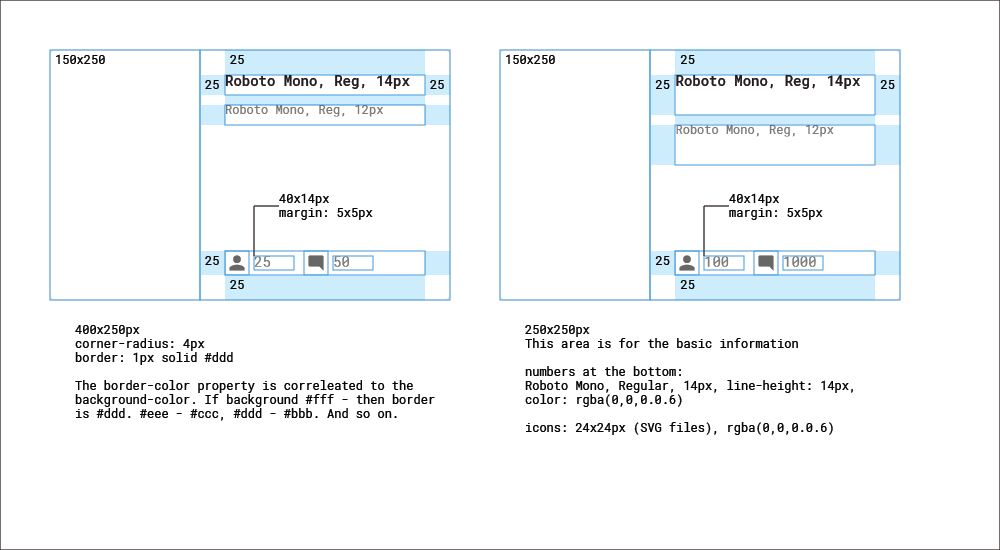 150x250
25
25
Roboto Mono, Reg, 14px
25
Roboto Mono, Reg, 12px
40x14px
margin: 5x5px
25
25
50
25
400x250px
corner-radius: 4px
border: 1px solid #ddd
The border-color property is correleated to the
background-color. If background #fff - then border
is #ddd. #eee - #ccc, #ddd - #bbb. And so on.
150x250
25
25
Roboto Mono, Reg, 14px
25
Roboto Mono, Reg, 12px
40x14px
margin: 5x5px
25
100
1000
25
250x250px
This area is for the basic information
numbers at the bottom:
Roboto Mono, Regular, 14px, line-height: 14px,
color: rgba(0,0,0.0.6)
icons: 24x24px (SVG files), rgba(0,0,0.0.6)